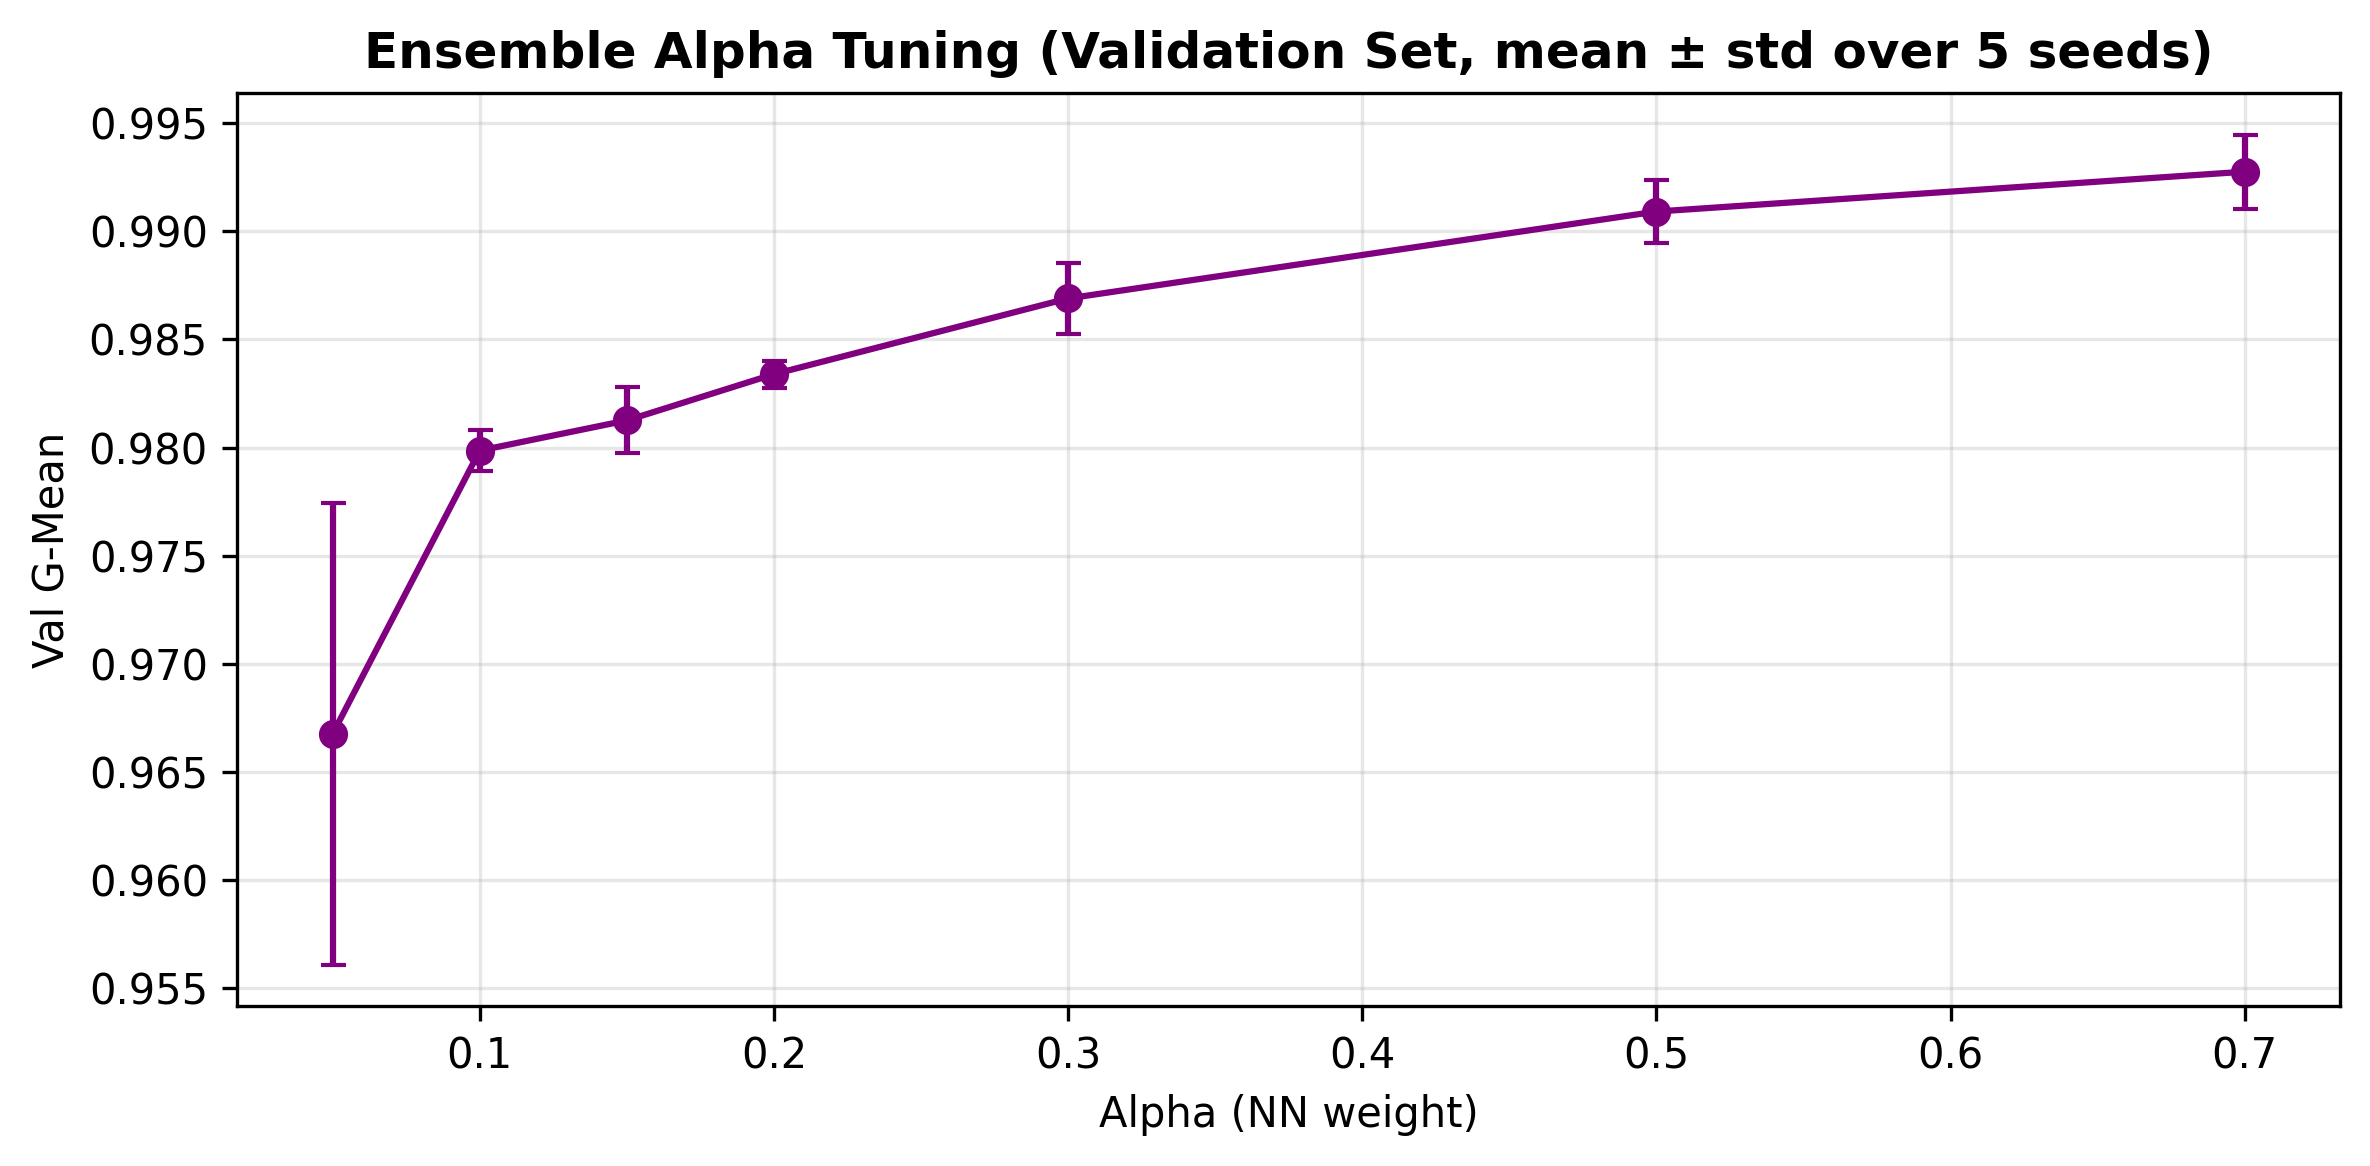 Ensemble Alpha Tuning (Validation Set, mean ± std over 5 seeds)
Val G-Mean
0.995
0.990
0.985
0.980
0.975
0.970
0.965
0.960
0.955
0.1 0.2 0.3 0.4 0.5 0.6 0.7
Alpha (NN weight)